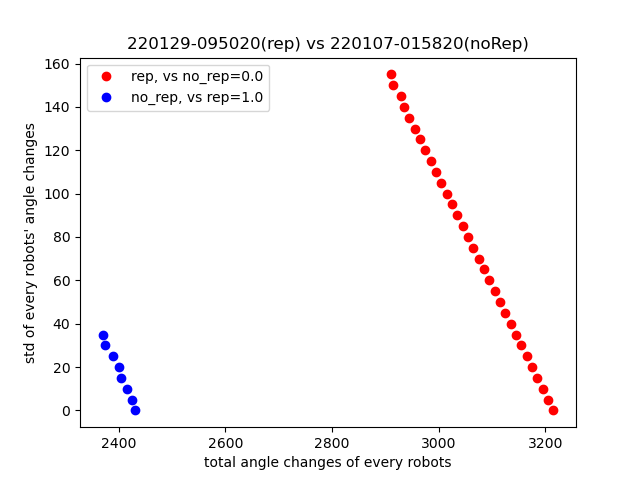 220129-095020(rep) vs 220107-015820(noRep)
rep, vs no_rep=0.0
no_rep, vs rep=1.0
std of every robots' angle changes
160
140
120
100
80
60
40
20
0
2400 2600 2800 3000 3200
total angle changes of every robots